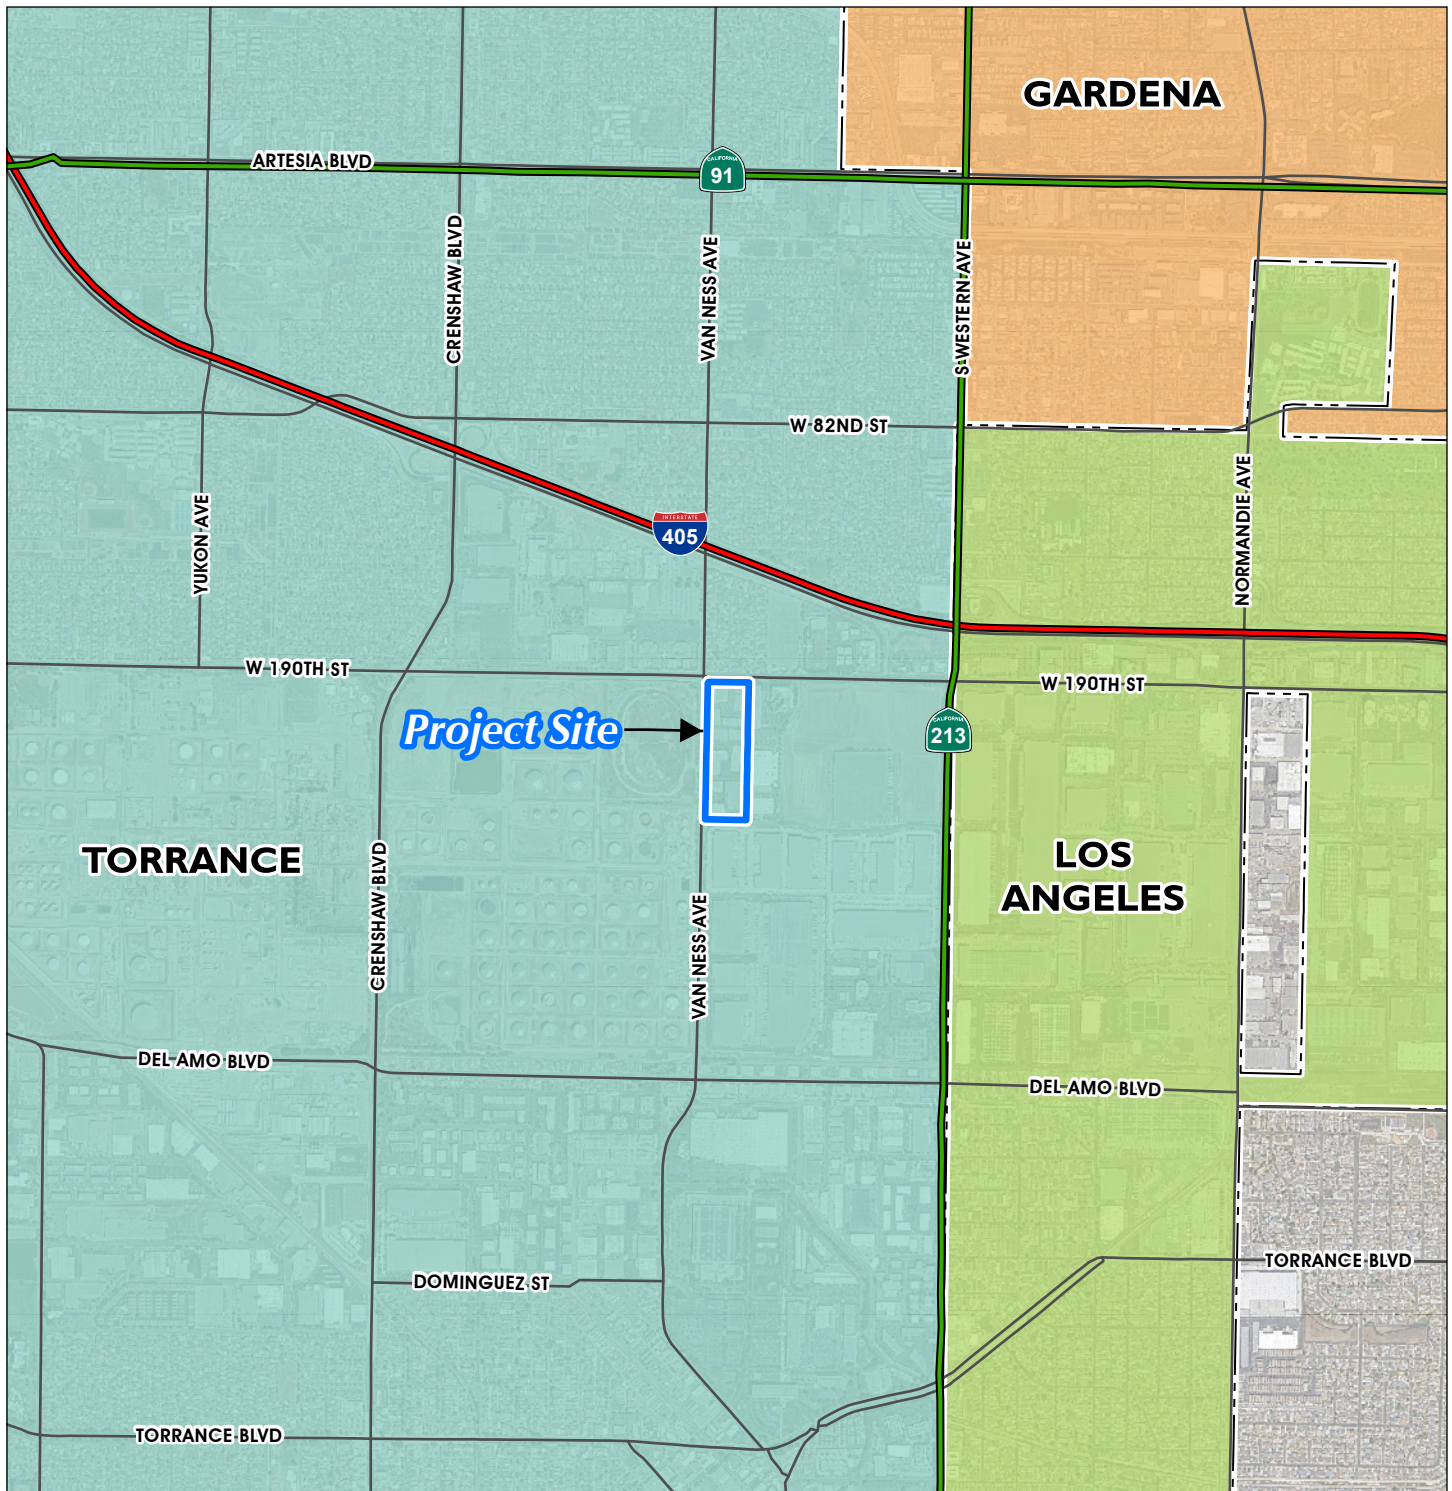 GARDENA
ARTESIA BLVD
CALIFORNIA
91
CRENSHAW BLVD
VAN NESS AVE
S WESTERN AVE
W 82ND ST
YUKON AVE
NORMANDIE AVE
INTERSTATE
405
W 190TH ST
W 190TH ST
Project Site
CALIFORNIA
213
TORRANCE
CRENSHAW BLVD
LOS
ANGELES
VAN NESS AVE
DEL AMO BLVD
DEL AMO BLVD
TORRANCE BLVD
DOMINGUEZ ST
TORRANCE BLVD